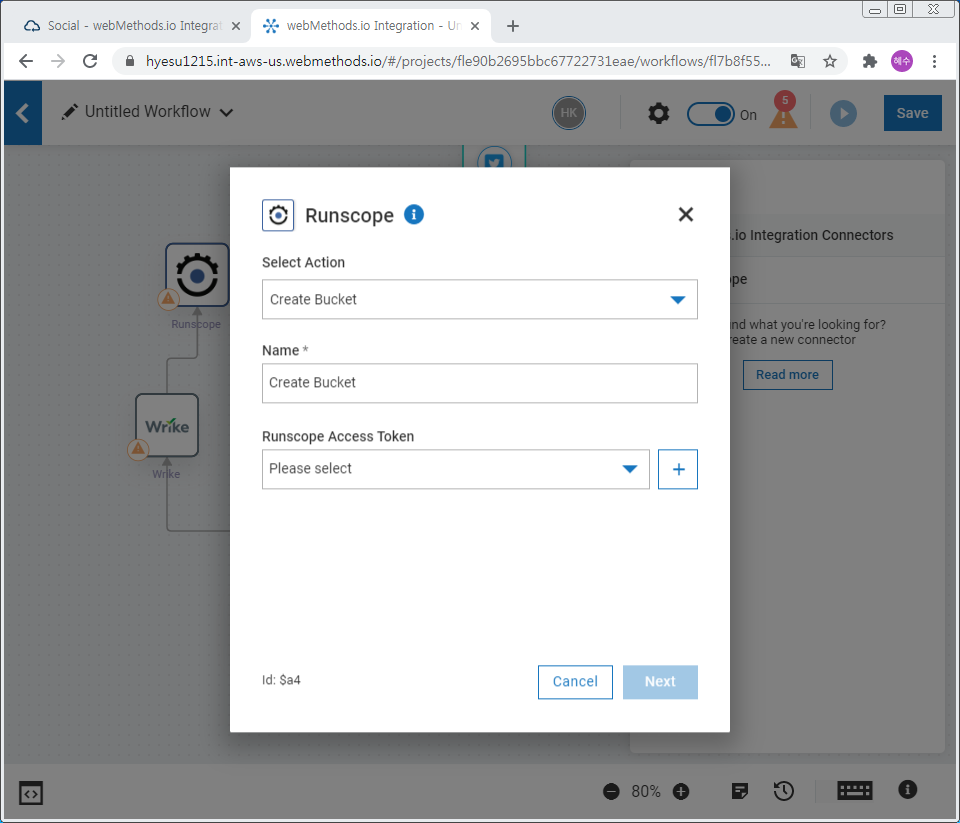 Social - webMethods.io Integrat
webMethods.io Integration - Un
hyesu1215.int-aws-us.webmethods.io/#/projects/fle90b2695bbc67722731eae/workflows/fl7b8f55...
혜수
Untitled Workflow
HK
On
5
Save
Runscope
.io Integration Connectors
Select Action
Create Bucket
ope
Name *
Create Bucket
nd what you're looking for?
reate a new connector
Read more
Runscope
Runscope Access Token
Please select
Wrike
Wrike
Id: $a4
Cancel
Next
80%